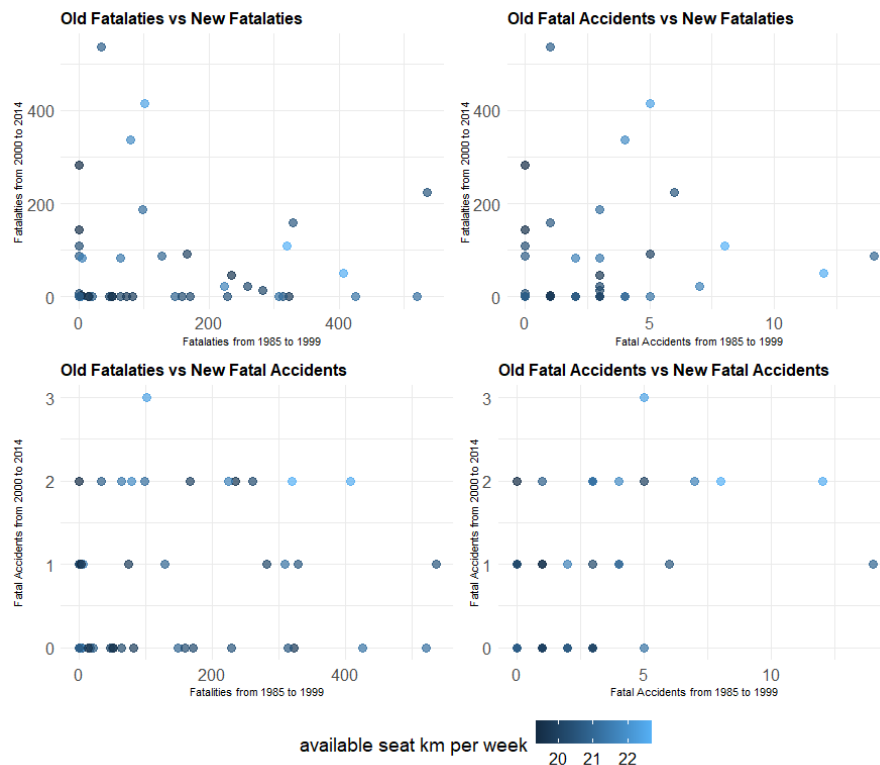 Old Fatalaties vs New Fatalaties
Old Fatal Accidents vs New Fatalities
Fatalalties from 2000 to 2014
400
200
0
0
200
400
Fatalaties from 1985 to 1999
Fatalalties from 2000 to 2014
400
200
0
0
5
10
Fatal Accidents from 1985 to 1999
Old Fatalaties vs New Fatal Accidents
Old Fatal Accidents vs New Fatal Accidents
Fatal Accidents from 2000 to 2014
3
2
1
0
0
200
400
Fatalities from 1985 to 1999
Fatal Accidents from 2000 to 2014
3
2
1
0
0
5
10
Fatal Accidents from 1985 to 1999
available seat km per week
20
21
22